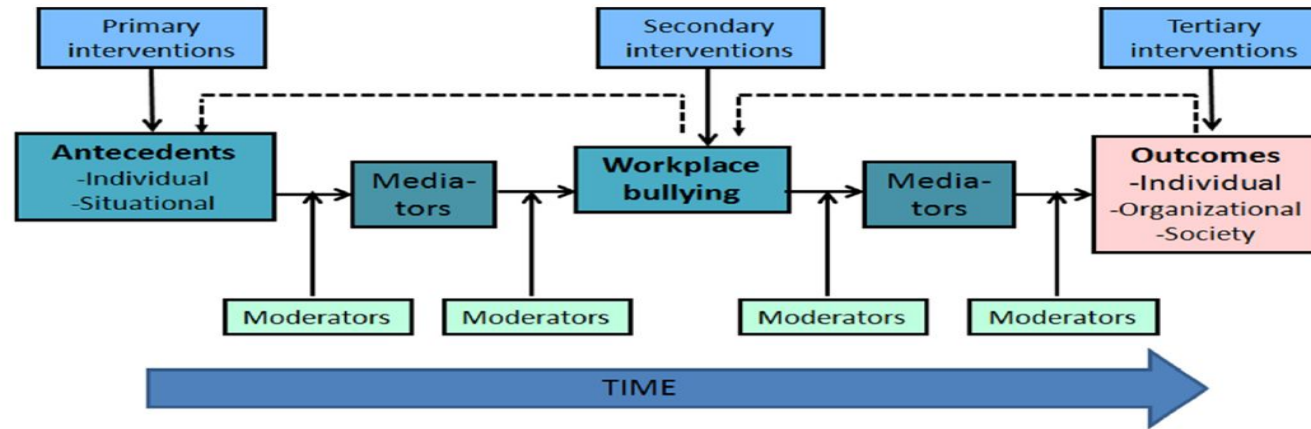 Primary
interventions
Secondary
interventions
Tertiary
interventions
Antecedents
-Individual
-Situational
Media-
tors
Workplace
bullying
Media-
tors
Outcomes
-Individual
-Organizational
-Society
Moderators
Moderators
Moderators
Moderators
TIME